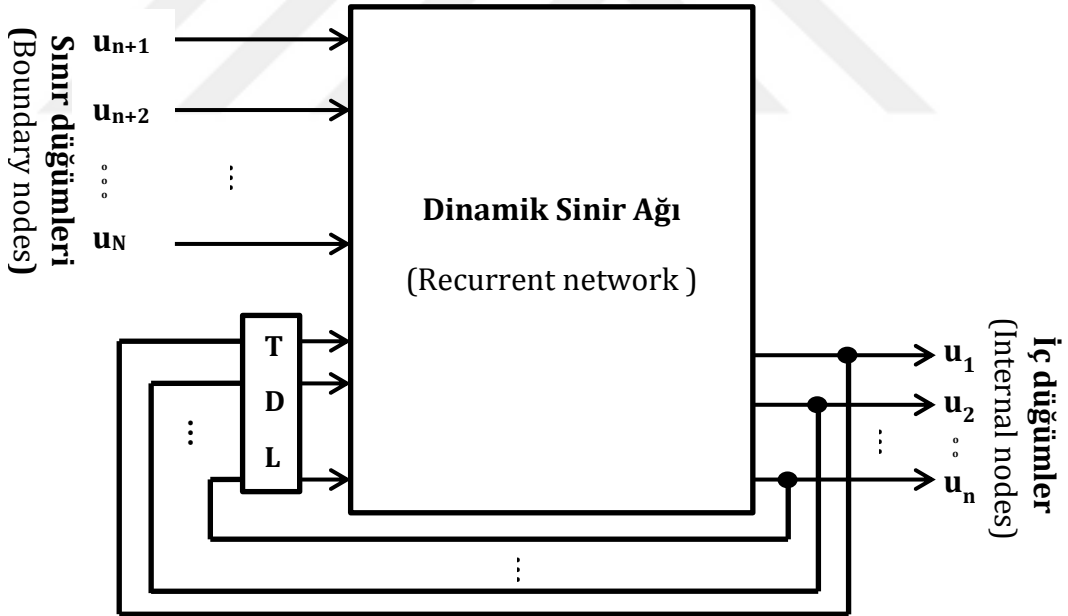 Sınır düğümleri
(Boundary nodes)
un+1
un+2
uN
Dinamik Sinir Ağı
(Recurrent network )
T
D
L
u1
u2
un
İç düğümler
(Internal nodes)